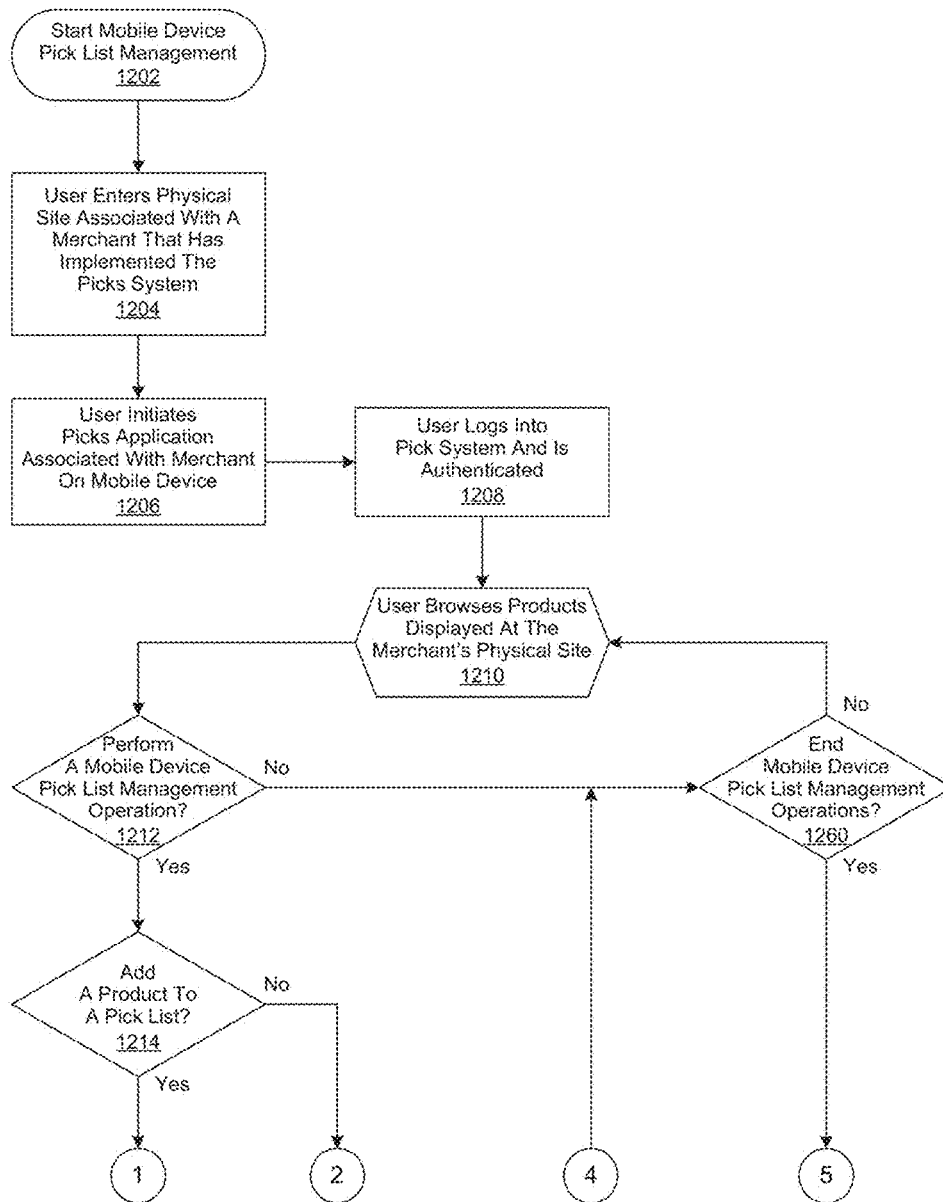 Start Mobile Device
Pick List Management
1202
User Enters Physical
Site Associated With A
Merchant That Has
Implemented The
Picks System
1204
User Initiates
Picks Application
Associated With Merchant
On Mobile Device
1206
User Logs Into
Pick System And Is
Authenticated
1208
User Browses Products
Displayed At The
Merchant's Physical Site
1210
Perform
A Mobile Device
Pick List Management
Operation?
1212
No
Yes
End
Mobile Device
Pick List Management
Operations?
1260
No
Yes
Add
A Product To
A Pick List?
1214
No
Yes
1
2
4
5